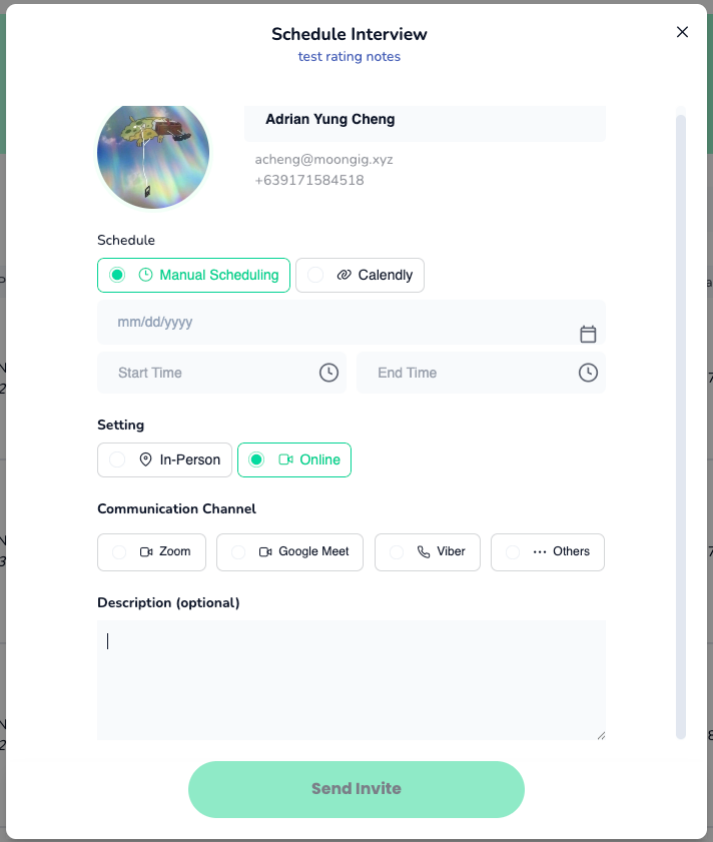 Schedule Interview
test rating notes
Adrian Yung Cheng
acheng@moongig.xyz
+639171584518
Schedule
Manual Scheduling Calendly
mm/dd/yyyy
Start Time End Time
Setting
In-Person Online
Communication Channel
Zoom Google Meet Viber Others
Description (optional)
Send Invite